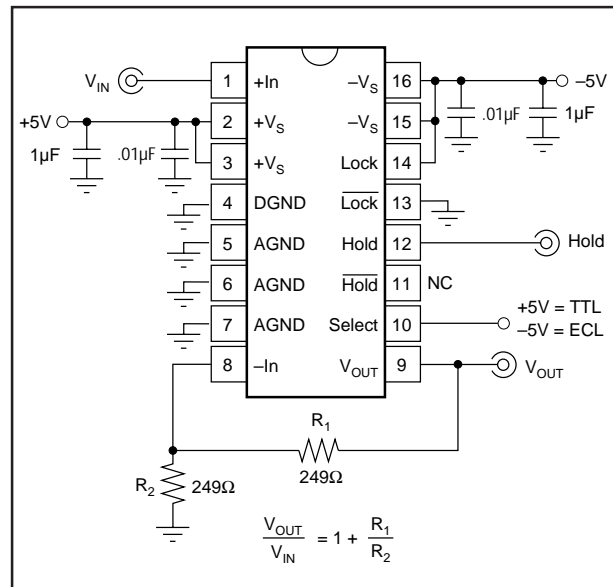 V_IN
1 +In
+5V
2 +V_S
1µF
.01µF
3 +V_S
4 DGND
5 AGND
6 AGND
7 AGND
8 –In
–V_S 16
–5V
.01µF
1µF
–V_S 15
Lock 14
L̅o̅c̅k̅ 13
Hold 12
Hold
H̅o̅l̅d̅ 11 NC
Select 10
+5V = TTL
–5V = ECL
V_OUT 9
V_OUT
R_1
249Ω
R_2 249Ω
V_OUT / V_IN = 1 + R_1 / R_2